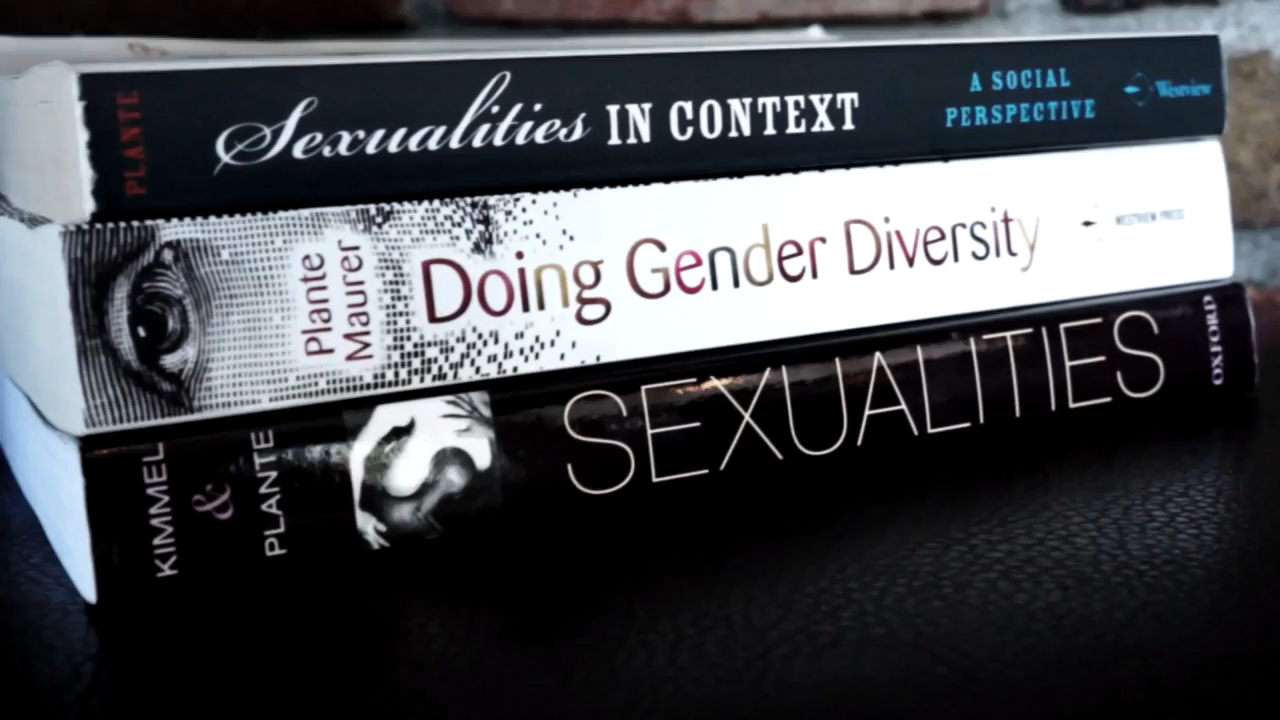 PLANTE
Sexualities IN CONTEXT
A SOCIAL
PERSPECTIVE
Westview
Plante
Maurer
Doing Gender Diversity
WESTVIEW PRESS
KIMMEL
&
PLANTE
SEXUALITIES
OXFORD